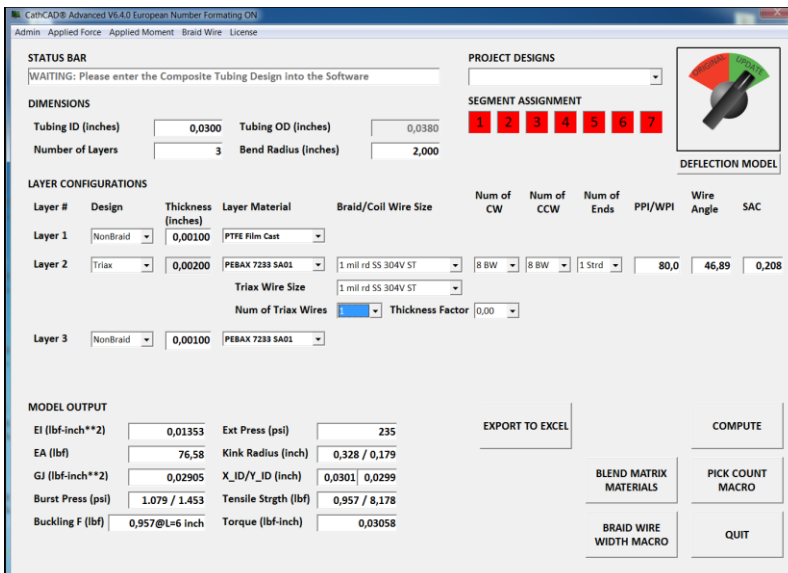 CathCAD® Advanced V6.4.0 European Number Formating ON
Admin Applied Force Applied Moment Braid Wire License
STATUS BAR
WAITING: Please enter the Composite Tubing Design into the Software
PROJECT DESIGNS
ORIGINAL UPDATE
DIMENSIONS
SEGMENT ASSIGNMENT
Tubing ID (inches) 0,0300 Tubing OD (inches) 0,0380
1 2 3 4 5 6 7
Number of Layers 3 Bend Radius (inches) 2,000
DEFLECTION MODEL
LAYER CONFIGURATIONS
Layer # Design Thickness (inches) Layer Material Braid/Coil Wire Size Num of CW Num of CCW Num of Ends PPI/WPI Wire Angle SAC
Layer 1 NonBraid 0,00100 PTFE Film Cast
Layer 2 Triax 0,00200 PEBAX 7233 SA01 1 mil rd SS 304V ST 8 BW 8 BW 1 Strd 80,0 46,89 0,208
Triax Wire Size 1 mil rd SS 304V ST
Num of Triax Wires 1 Thickness Factor 0,00
Layer 3 NonBraid 0,00100 PEBAX 7233 SA01
MODEL OUTPUT
EI (lbf-inch**2) 0,01353 Ext Press (psi) 235
EXPORT TO EXCEL
COMPUTE
EA (lbf) 76,58 Kink Radius (inch) 0,328 / 0,179
GJ (lbf-inch**2) 0,02905 X_ID/Y_ID (inch) 0,0301 0,0299
BLEND MATRIX MATERIALS
PICK COUNT MACRO
Burst Press (psi) 1.079 / 1.453 Tensile Strgth (lbf) 0,957 / 8,178
Buckling F (lbf) 0,957@L=6 inch Torque (lbf-inch) 0,03058
BRAID WIRE WIDTH MACRO
QUIT